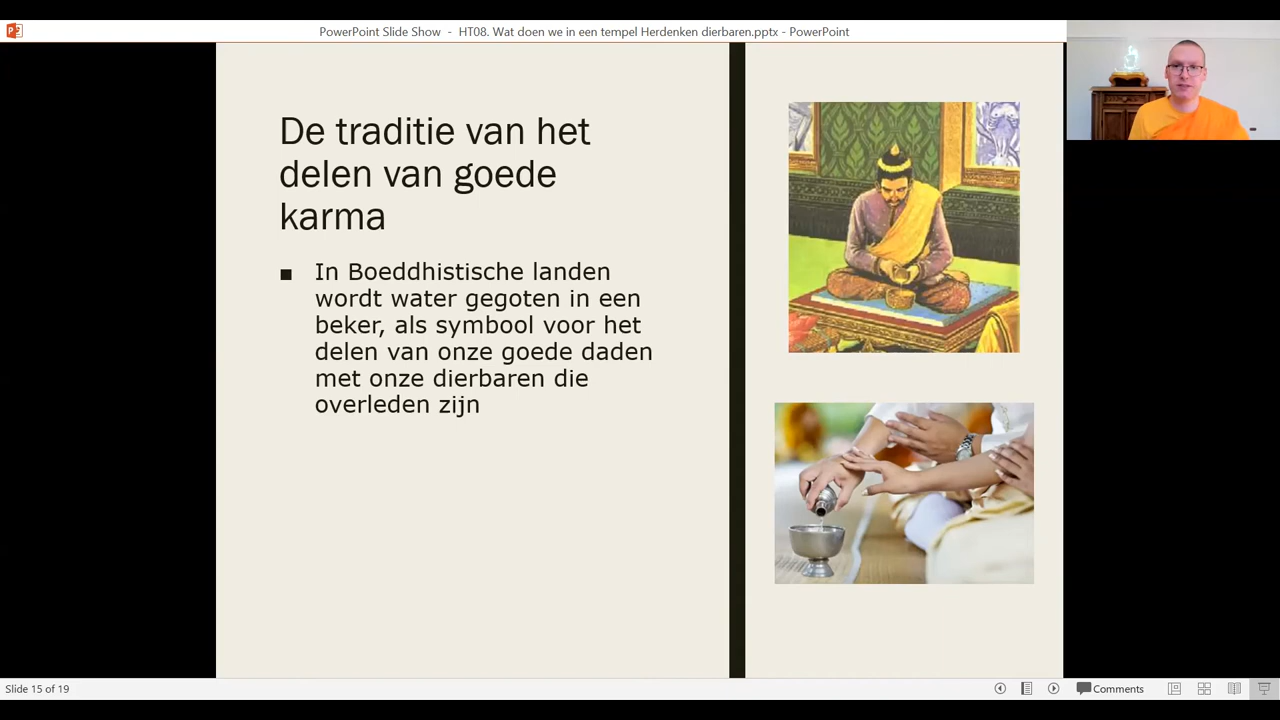 PowerPoint Slide Show - HT08. Wat doen we in een tempel Herdenken dierbaren.pptx - PowerPoint
De traditie van het
delen van goede
karma
■ In Boeddhistische landen
wordt water gegoten in een
beker, als symbool voor het
delen van onze goede daden
met onze dierbaren die
overleden zijn
Slide 15 of 19
Comments